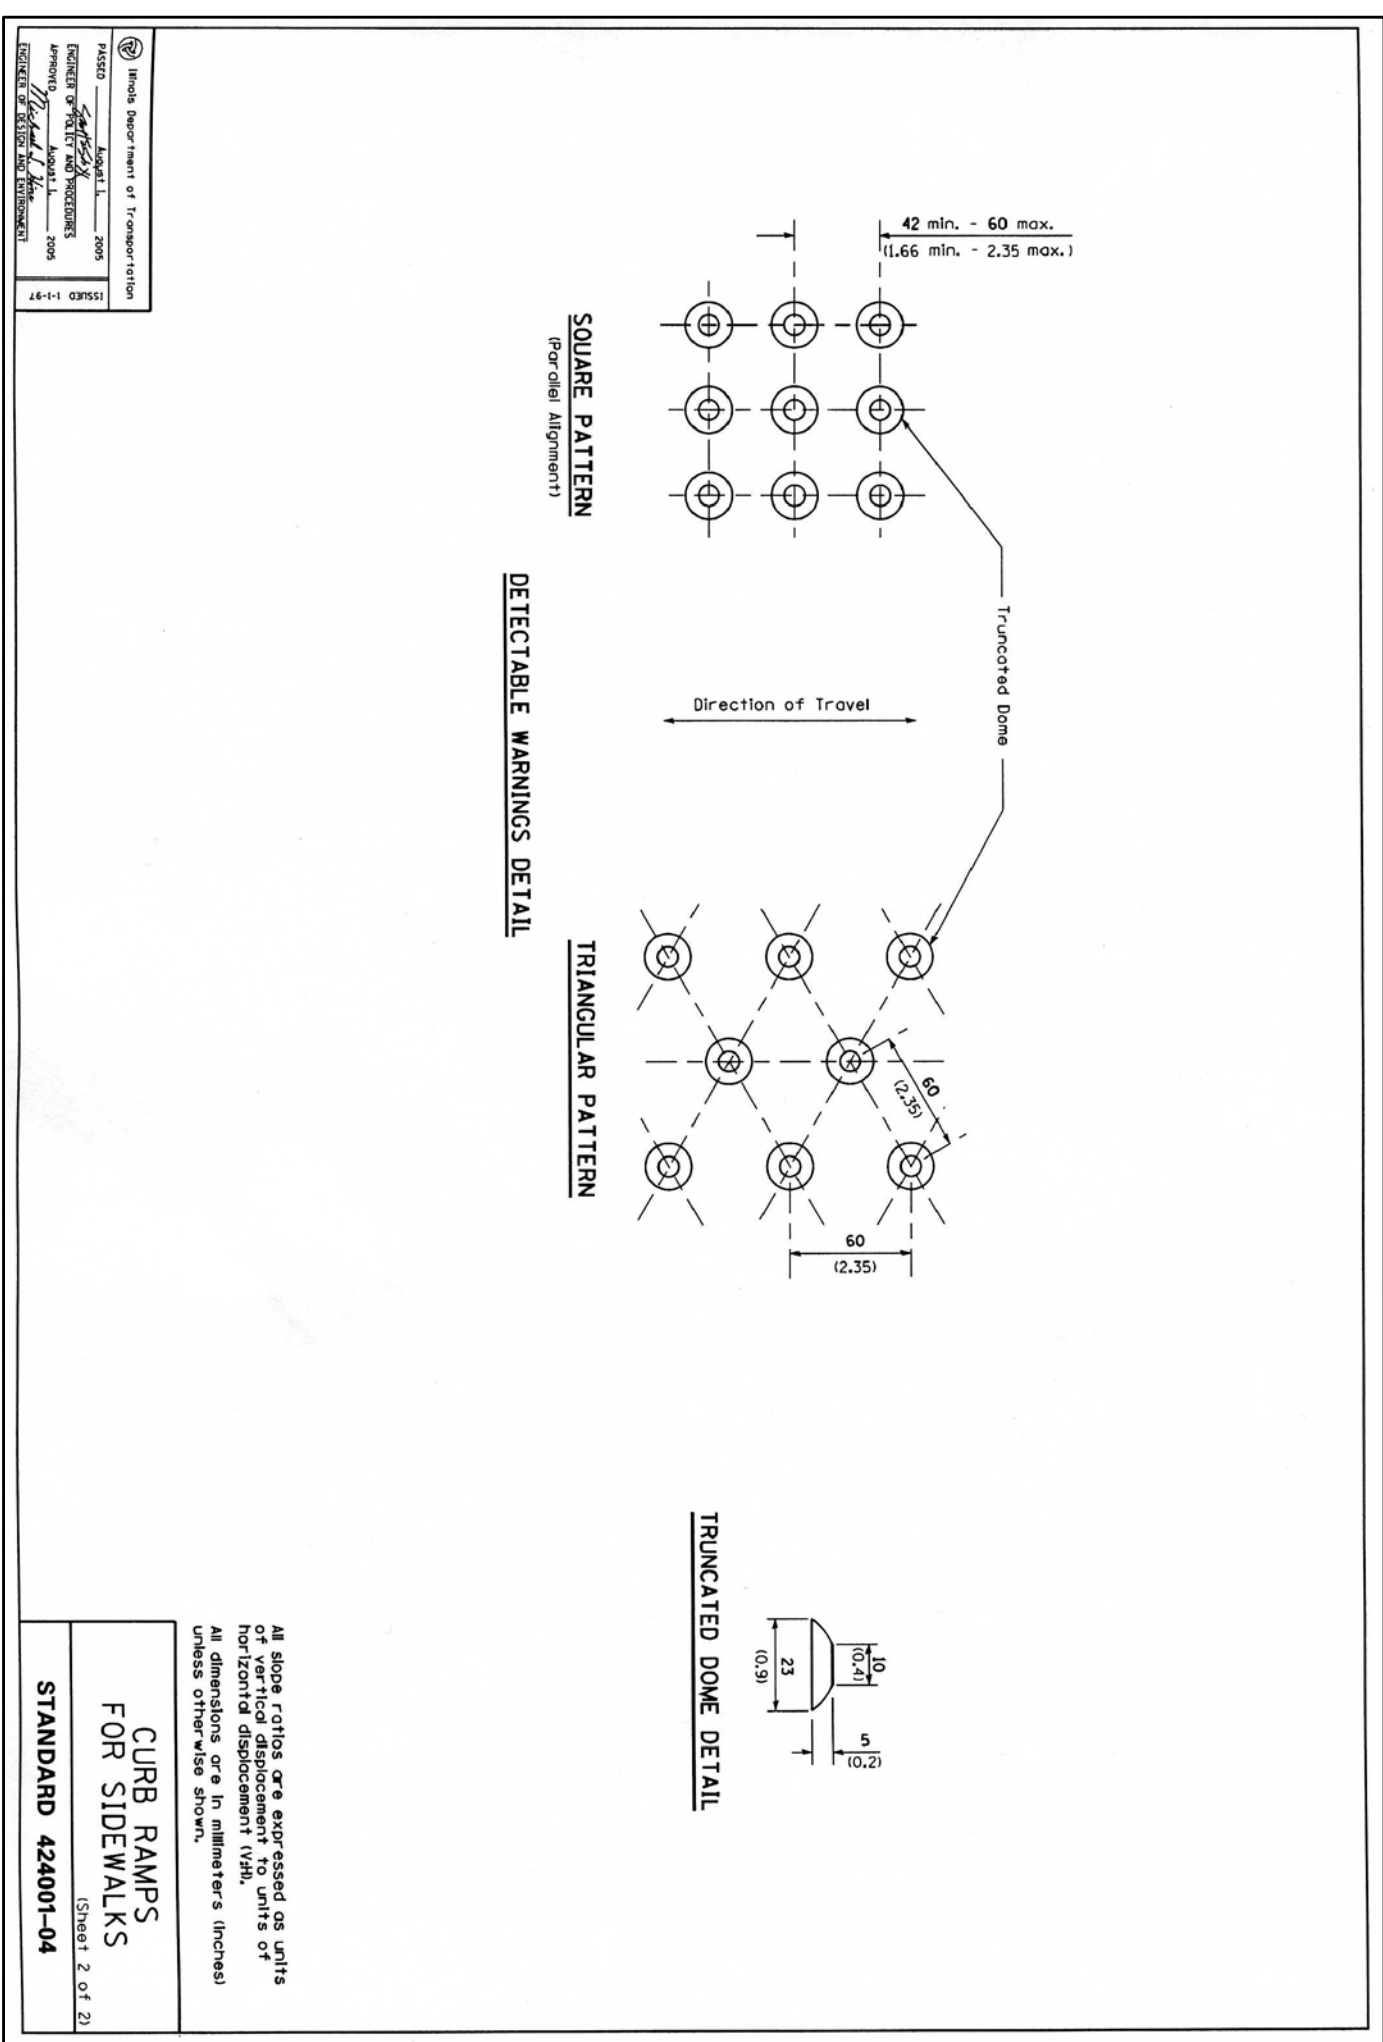 42 min. - 60 max.
(1.66 min. - 2.35 max.)
SQUARE PATTERN
(Parallel Alignment)
Truncated Dome
Direction of Travel
DETECTABLE WARNINGS DETAIL
60
(2.35)
60
(2.35)
TRIANGULAR PATTERN
10
(0.4)
23
(0.9)
5
(0.2)
TRUNCATED DOME DETAIL
All slope ratios are expressed as units
of vertical displacement to units of
horizontal displacement (V:H).
All dimensions are in millimeters (inches)
unless otherwise shown.
Illinois Department of Transportation
PASSED August 1, 2005
ENGINEER OF POLICY AND PROCEDURES
APPROVED August 1, 2005
ENGINEER OF DESIGN AND ENVIRONMENT
ISSUED 1-1-97
CURB RAMPS
FOR SIDEWALKS
(Sheet 2 of 2)
STANDARD 424001-04